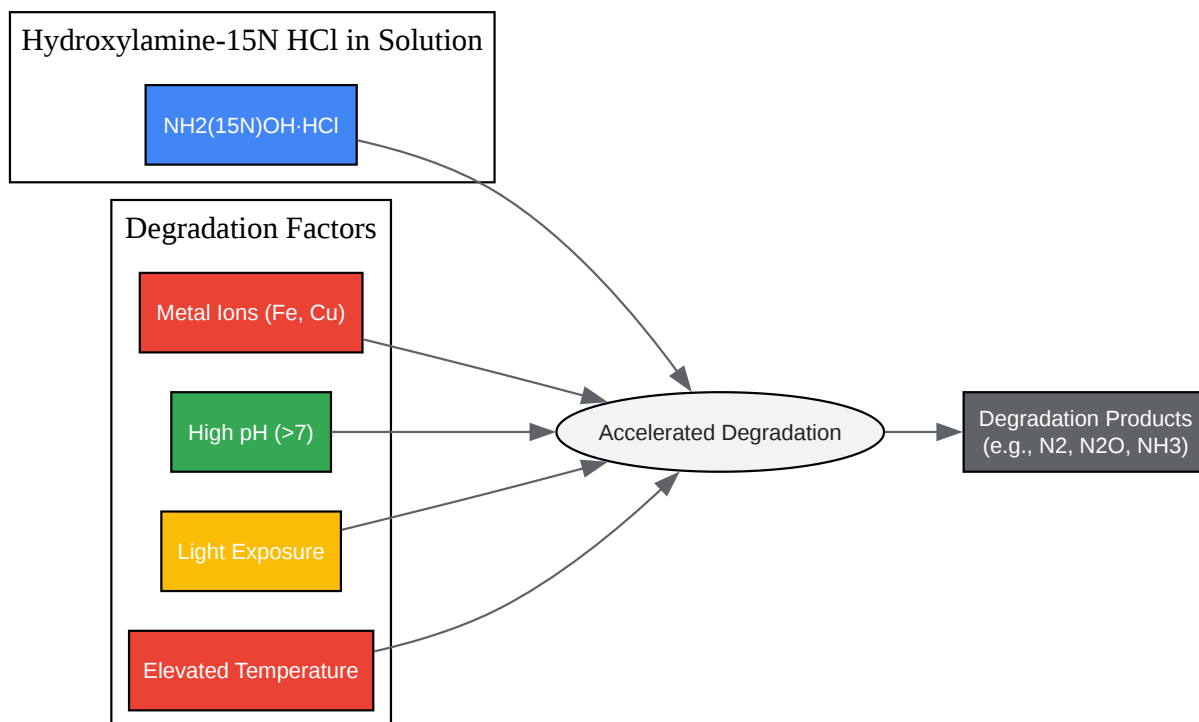 Hydroxylamine-15N HCl in Solution
NH2(15N)OH·HCl
Degradation Factors
Metal Ions (Fe, Cu)
High pH (>7)
Light Exposure
Elevated Temperature
Accelerated Degradation
Degradation Products
(e.g., N2, N2O, NH3)